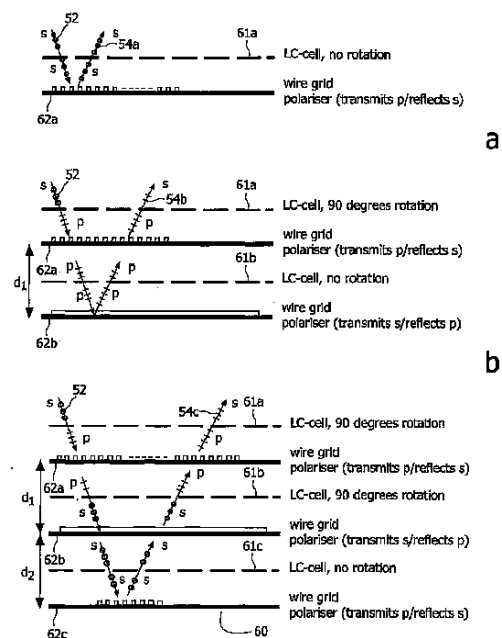 s 52 54a s 61a
LC-cell, no rotation
s s
wire grid
polariser (transmits p/reflects s)
62a
a
s 52 s 61a
54b
LC-cell, 90 degrees rotation
p p
wire grid
polariser (transmits p/reflects s)
62a 61b
p p
d1
LC-cell, no rotation
p p
wire grid
polariser (transmits s/reflects p)
62b
b
s 52 54c s 61a
LC-cell, 90 degrees rotation
p p
wire grid
polariser (transmits p/reflects s)
62a 61b
p p
d1
LC-cell, 90 degrees rotation
s s
wire grid
polariser (transmits s/reflects p)
62b 61c
s s
d2
LC-cell, no rotation
s s
wire grid
polariser (transmits p/reflects s)
62c 60